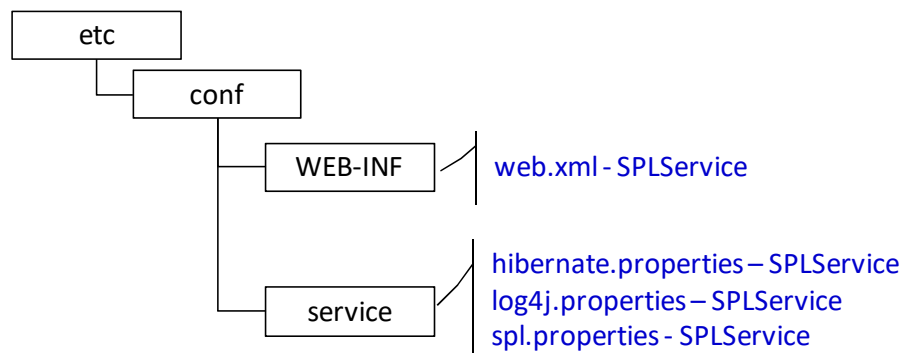 etc
conf
WEB-INF
web.xml - SPLService
hibernate.properties – SPLService
log4j.properties – SPLService
service
spl.properties - SPLService